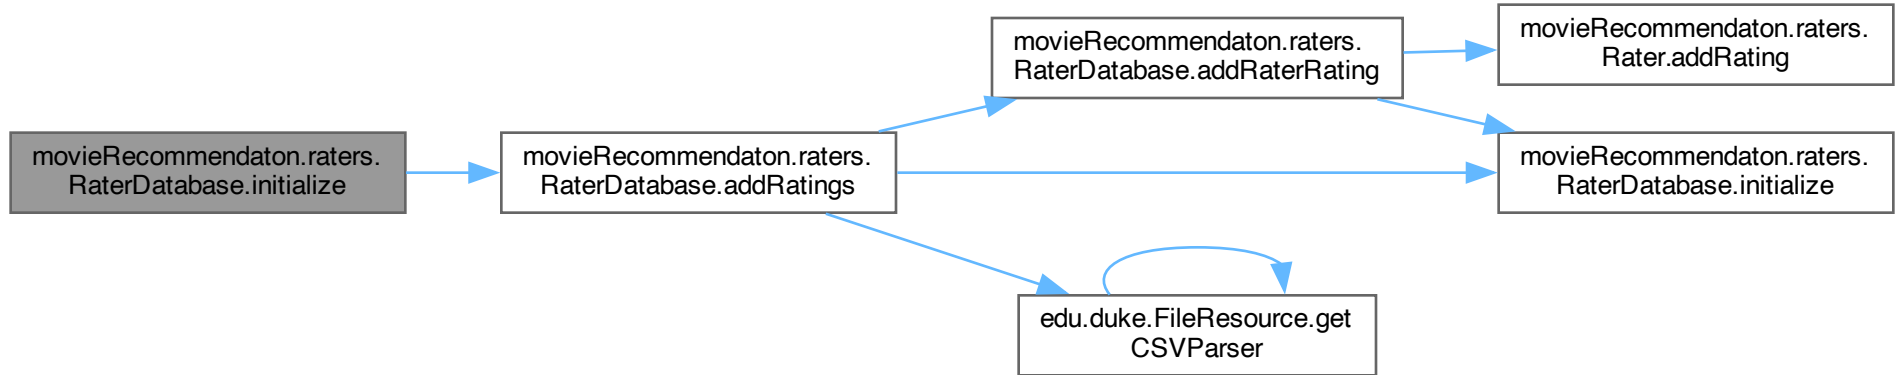 movieRecommendaton.raters.
RaterDatabase.initialize
movieRecommendaton.raters.
RaterDatabase.addRatings
movieRecommendaton.raters.
RaterDatabase.addRaterRating
movieRecommendaton.raters.
Rater.addRating
movieRecommendaton.raters.
RaterDatabase.initialize
edu.duke.FileResource.get
CSVParser